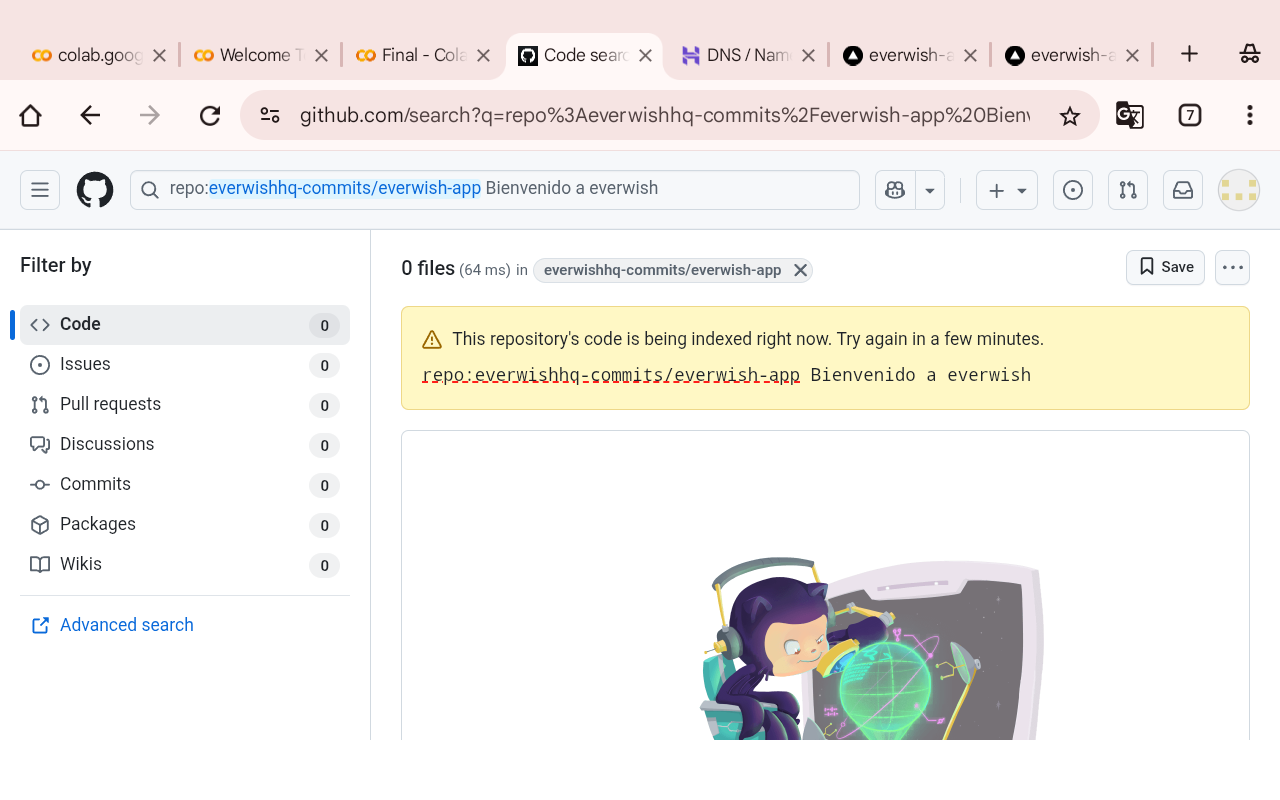 colab.goog
Welcome T
Final - Cola
Code searc
DNS / Nam
everwish-a
everwish-a
github.com/search?q=repo%3Aeverwishhq-commits%2Feverwish-app%20Bienv
7
repo:everwishhq-commits/everwish-app Bienvenido a everwish
Filter by
Code 0
Issues 0
Pull requests 0
Discussions 0
Commits 0
Packages 0
Wikis 0
Advanced search
0 files (64 ms) in everwishhq-commits/everwish-app
Save
This repository's code is being indexed right now. Try again in a few minutes.
repo:everwishhq-commits/everwish-app Bienvenido a everwish